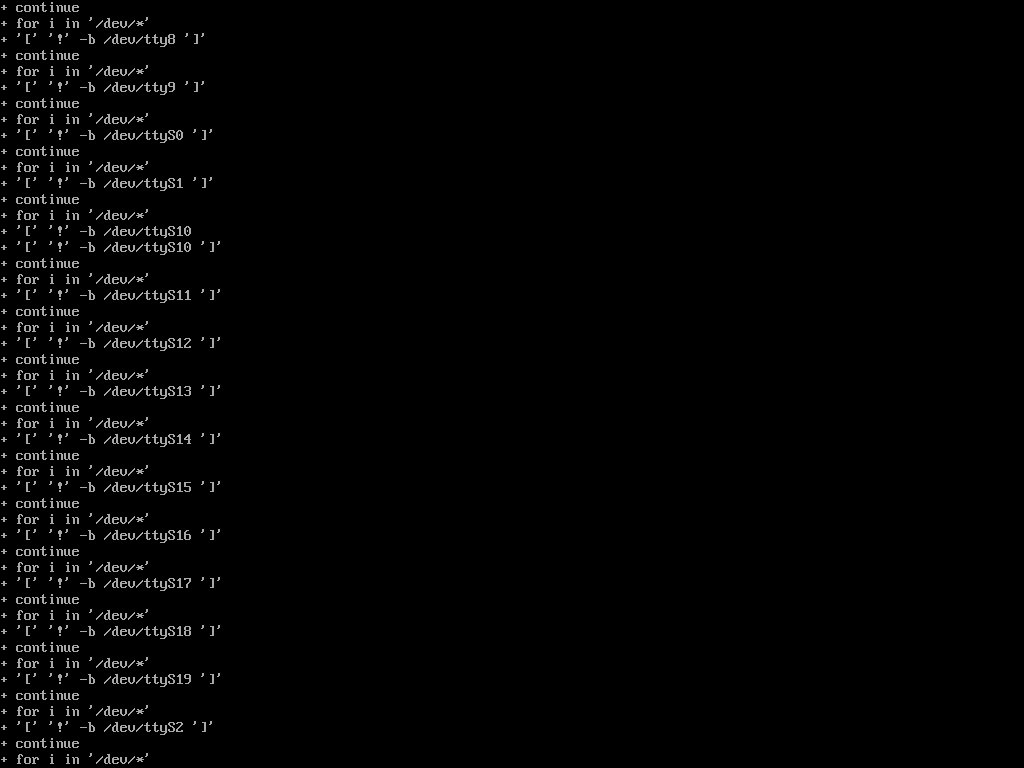 + continue
+ for i in '/dev/*'
+ '[' '!' -b /dev/tty8 ']'
+ continue
+ for i in '/dev/*'
+ '[' '!' -b /dev/tty9 ']'
+ continue
+ for i in '/dev/*'
+ '[' '!' -b /dev/ttyS0 ']'
+ continue
+ for i in '/dev/*'
+ '[' '!' -b /dev/ttyS1 ']'
+ continue
+ for i in '/dev/*'
+ '[' '!' -b /dev/ttyS10
+ '[' '!' -b /dev/ttyS10 ']'
+ continue
+ for i in '/dev/*'
+ '[' '!' -b /dev/ttyS11 ']'
+ continue
+ for i in '/dev/*'
+ '[' '!' -b /dev/ttyS12 ']'
+ continue
+ for i in '/dev/*'
+ '[' '!' -b /dev/ttyS13 ']'
+ continue
+ for i in '/dev/*'
+ '[' '!' -b /dev/ttyS14 ']'
+ continue
+ for i in '/dev/*'
+ '[' '!' -b /dev/ttyS15 ']'
+ continue
+ for i in '/dev/*'
+ '[' '!' -b /dev/ttyS16 ']'
+ continue
+ for i in '/dev/*'
+ '[' '!' -b /dev/ttyS17 ']'
+ continue
+ for i in '/dev/*'
+ '[' '!' -b /dev/ttyS18 ']'
+ continue
+ for i in '/dev/*'
+ '[' '!' -b /dev/ttyS19 ']'
+ continue
+ for i in '/dev/*'
+ '[' '!' -b /dev/ttyS2 ']'
+ continue
+ for i in '/dev/*'